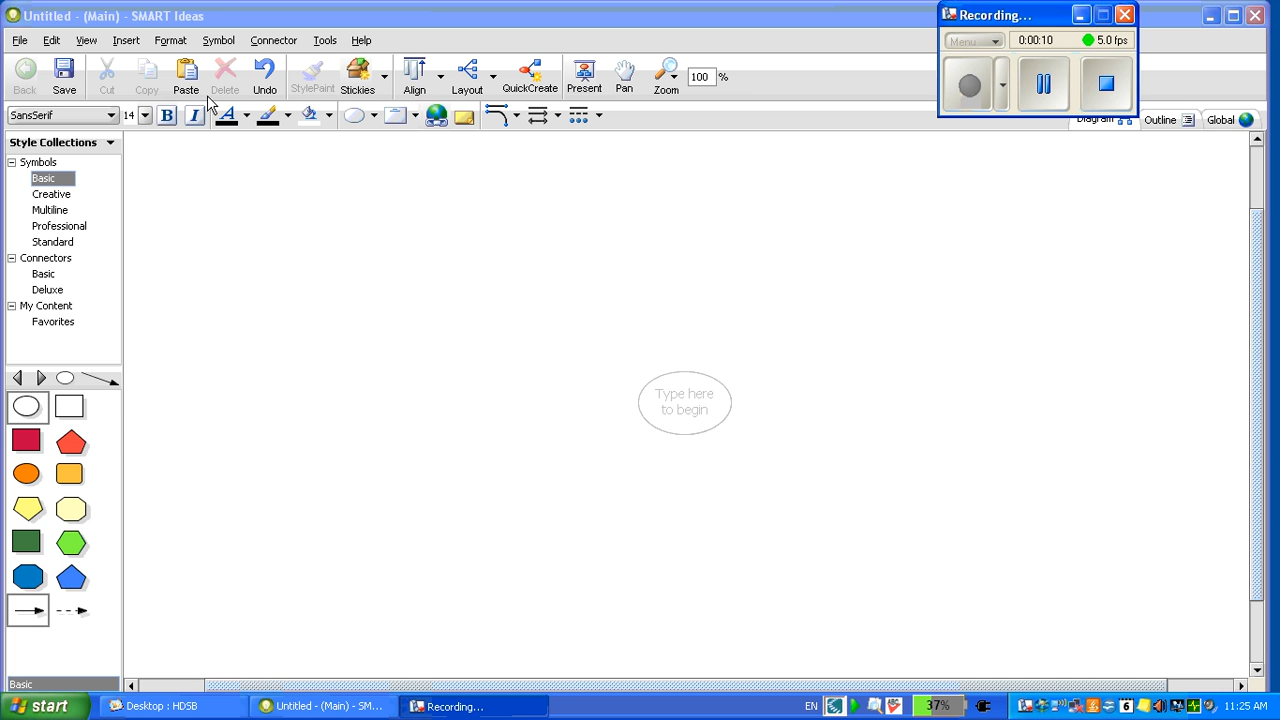 Untitled - (Main) - SMART Ideas
Recording...
File Edit View Insert Format Symbol Connector Tools Help
Menu 0:00:10 5.0 fps
Back Save Cut Copy Paste Delete Undo StylePaint Stickies Align Layout QuickCreate Present Pan Zoom 100 %
SansSerif 14 B I A
Diagram Outline Global
Style Collections
Symbols
Basic
Creative
Multiline
Professional
Standard
Connectors
Basic
Deluxe
My Content
Favorites
Type here
to begin
Basic
start Desktop : HDSB Untitled - (Main) - SM... Recording... EN 37% 6 11:25 AM